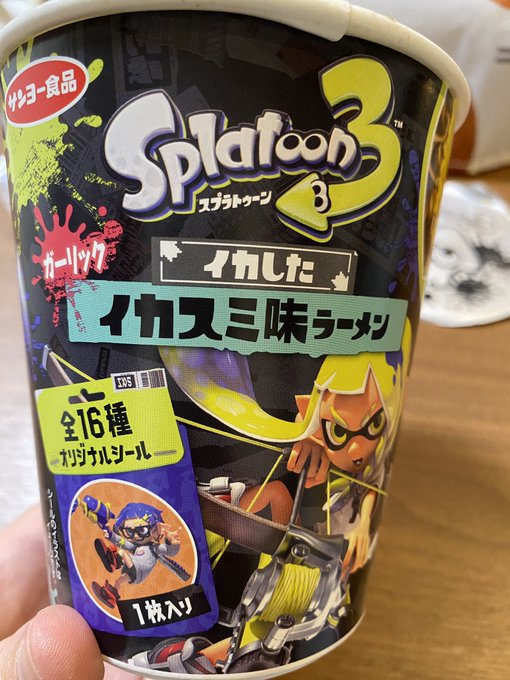 サンヨー食品
Splatoon 3
™
スプラトゥーン
3
ガーリック
イカした
イカスミ味ラーメン
全16種
オリジナルシール
1枚入り